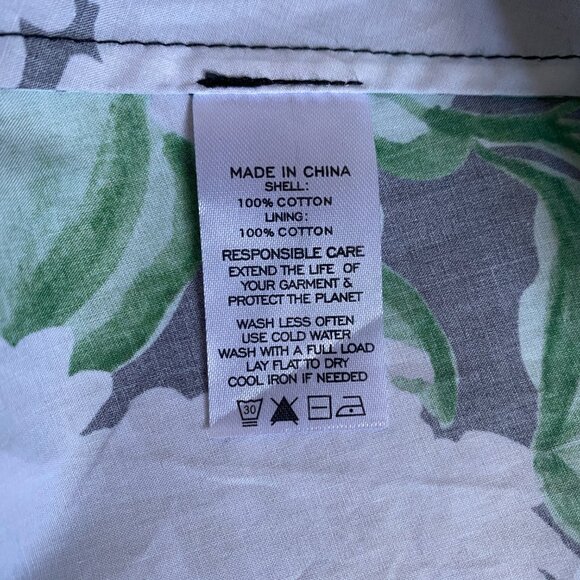 MADE IN CHINA
SHELL:
100% COTTON
LINING:
100% COTTON
RESPONSIBLE CARE
EXTEND THE LIFE OF
YOUR GARMENT &
PROTECT THE PLANET
WASH LESS OFTEN
USE COLD WATER
WASH WITH A FULL LOAD
LAY FLAT TO DRY
COOL IRON IF NEEDED
30